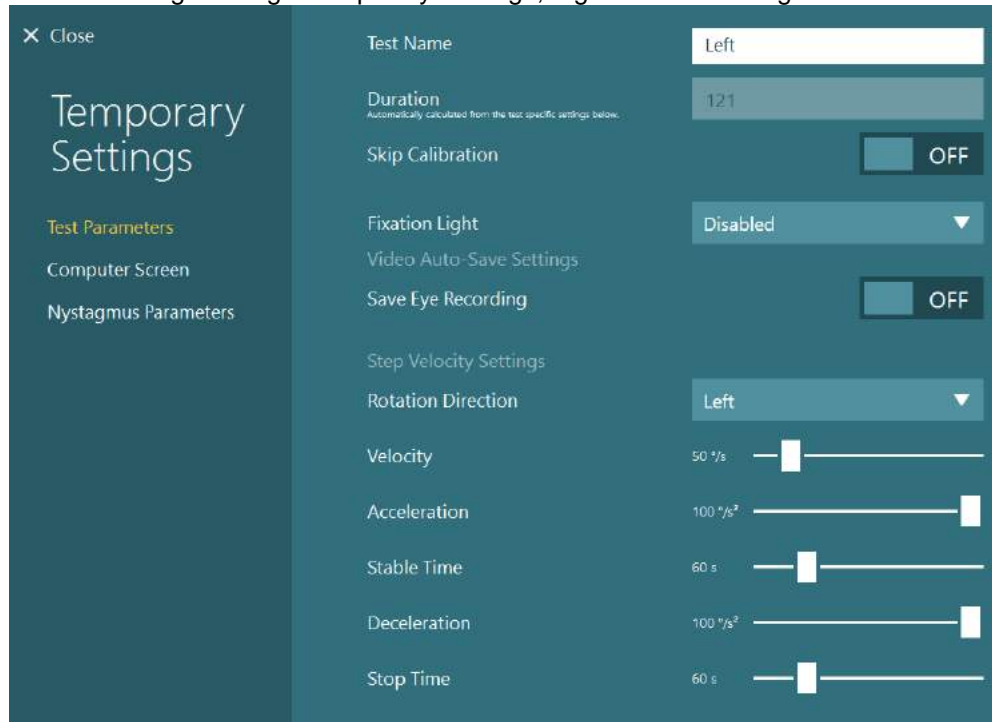 ✕ Close
Temporary
Settings
Test Parameters
Computer Screen
Nystagmus Parameters
Test Name
Left
Duration
121
Automatically calculated from the test specific settings below.
Skip Calibration
OFF
Fixation Light
Disabled
Video Auto-Save Settings
Save Eye Recording
OFF
Step Velocity Settings
Rotation Direction
Left
Velocity
50 °/s
Acceleration
100 °/s²
Stable Time
60 s
Deceleration
100 °/s²
Stop Time
60 s